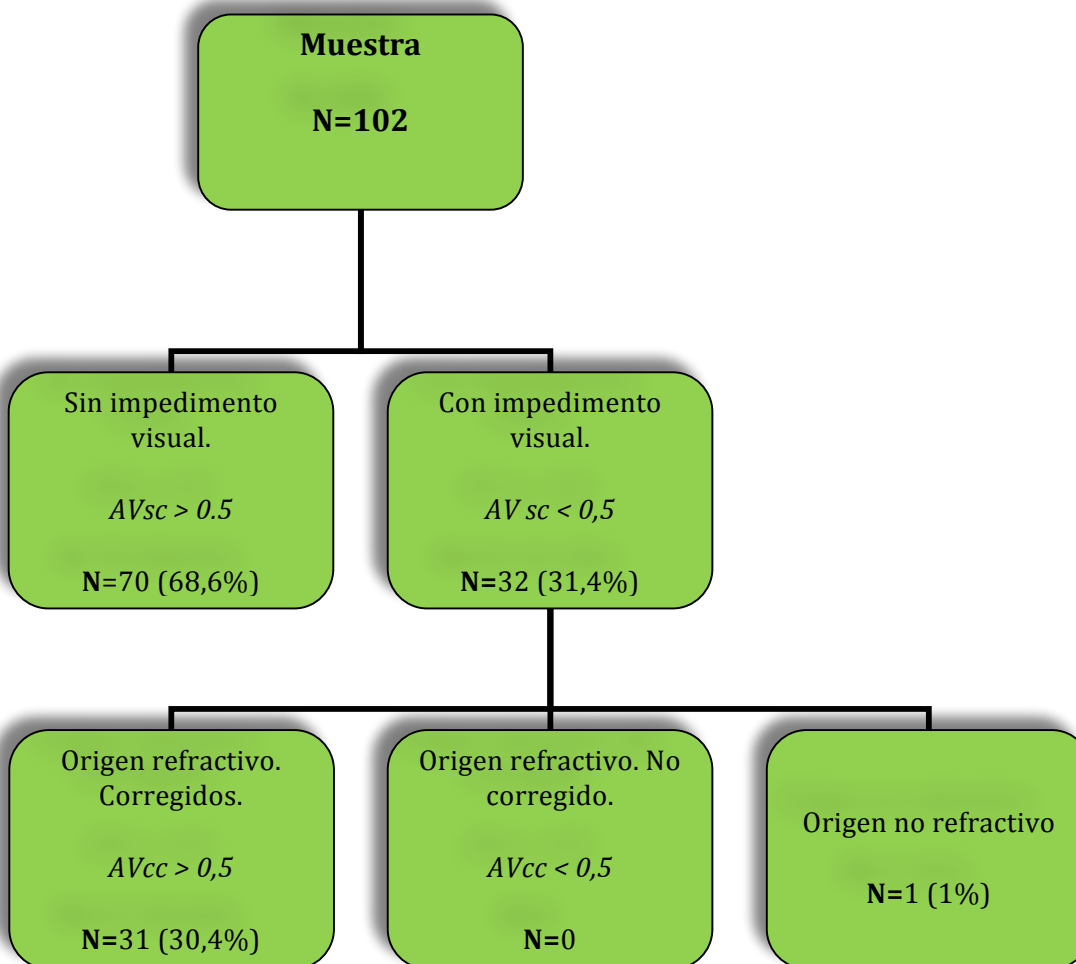 Muestra
N=102
Sin impedimento
visual.
AVsc > 0.5
N=70 (68,6%)
Con impedimento
visual.
AV sc < 0,5
N=32 (31,4%)
Origen refractivo.
Corregidos.
AVcc > 0,5
N=31 (30,4%)
Origen refractivo. No
corregido.
AVcc < 0,5
N=0
Origen no refractivo
N=1 (1%)